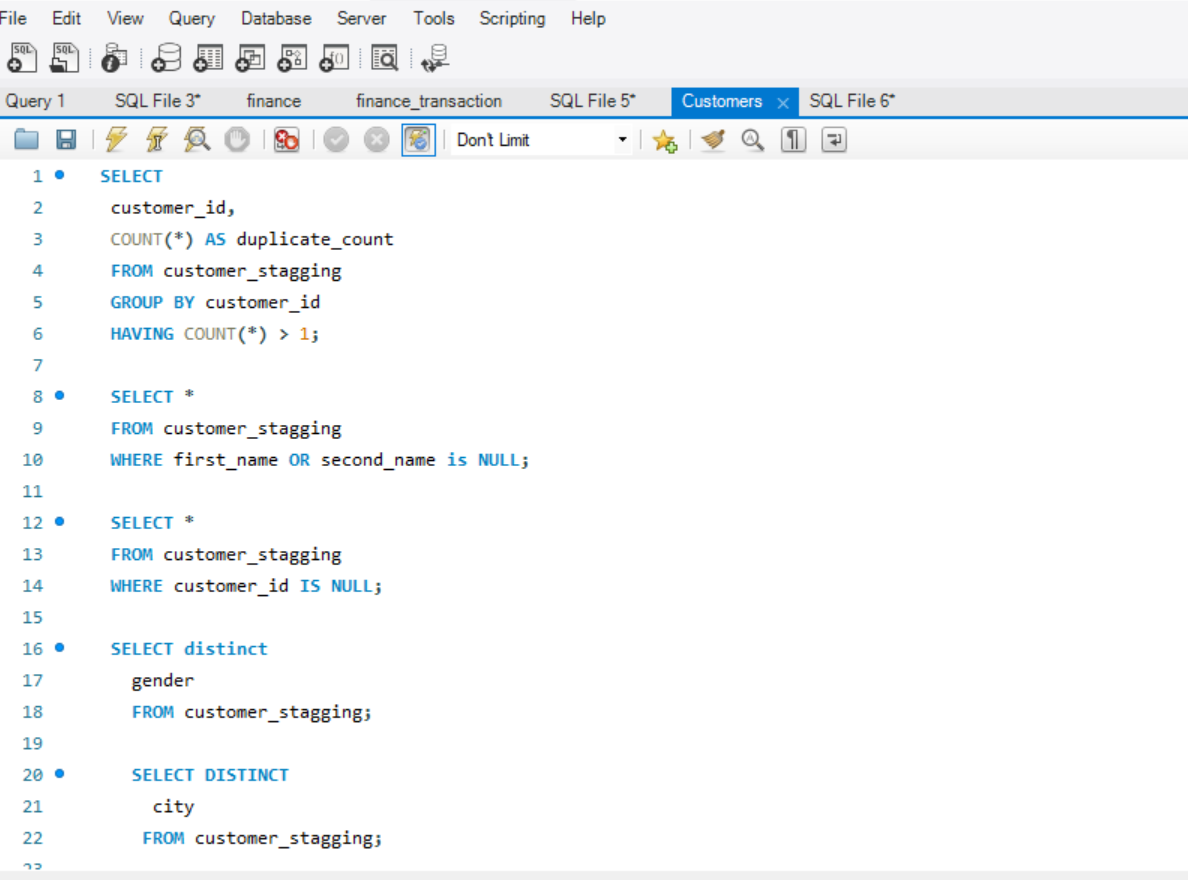 File Edit View Query Database Server Tools Scripting Help
SQL SQL
Query 1 SQL File 3* finance finance_transaction SQL File 5* Customers SQL File 6*
Don't Limit
1 SELECT
2 customer_id,
3 COUNT(*) AS duplicate_count
4 FROM customer_stagging
5 GROUP BY customer_id
6 HAVING COUNT(*) > 1;
7
8 SELECT *
9 FROM customer_stagging
10 WHERE first_name OR second_name is NULL;
11
12 SELECT *
13 FROM customer_stagging
14 WHERE customer_id IS NULL;
15
16 SELECT distinct
17 gender
18 FROM customer_stagging;
19
20 SELECT DISTINCT
21 city
22 FROM customer_stagging;
23